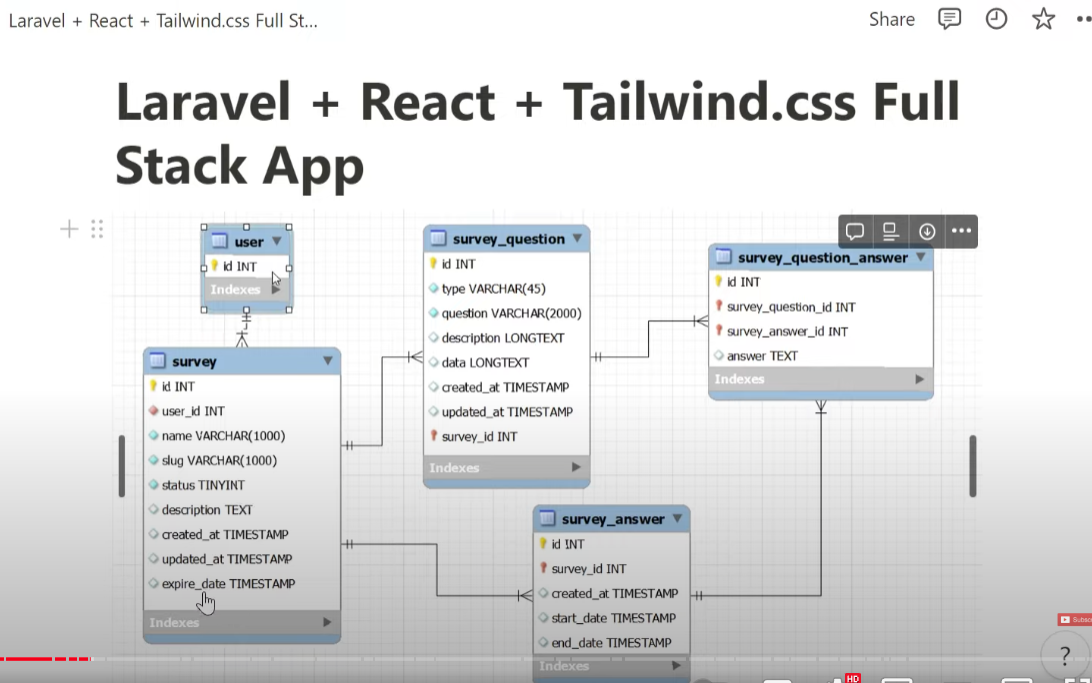 Laravel + React + Tailwind.css Full St...
Share
Laravel + React + Tailwind.css Full
Stack App
user
id INT
Indexes
survey
id INT
user_id INT
name VARCHAR(1000)
slug VARCHAR(1000)
status TINYINT
description TEXT
created_at TIMESTAMP
updated_at TIMESTAMP
expire_date TIMESTAMP
Indexes
survey_question
id INT
type VARCHAR(45)
question VARCHAR(2000)
description LONGTEXT
data LONGTEXT
created_at TIMESTAMP
updated_at TIMESTAMP
survey_id INT
Indexes
survey_question_answer
id INT
survey_question_id INT
survey_answer_id INT
answer TEXT
Indexes
survey_answer
id INT
survey_id INT
created_at TIMESTAMP
start_date TIMESTAMP
end_date TIMESTAMP
Indexes
?
HD